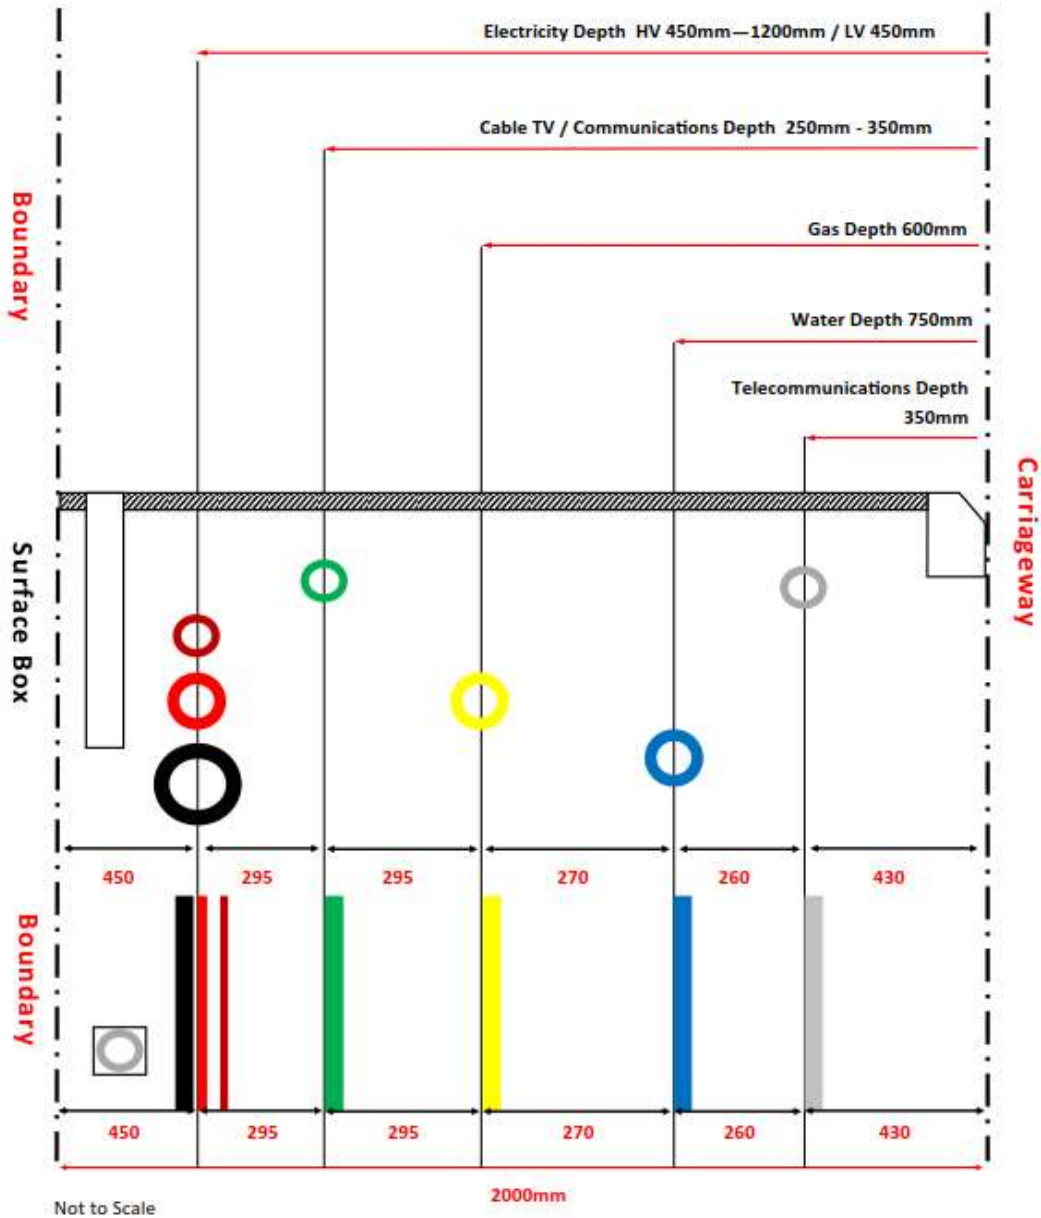 Electricity Depth HV 450mm—1200mm / LV 450mm
Cable TV / Communications Depth 250mm - 350mm
Boundary
Gas Depth 600mm
Water Depth 750mm
Telecommunications Depth
350mm
Carriageway
Surface Box
450 295 295 270 260 430
Boundary
450 295 295 270 260 430
2000mm
Not to Scale